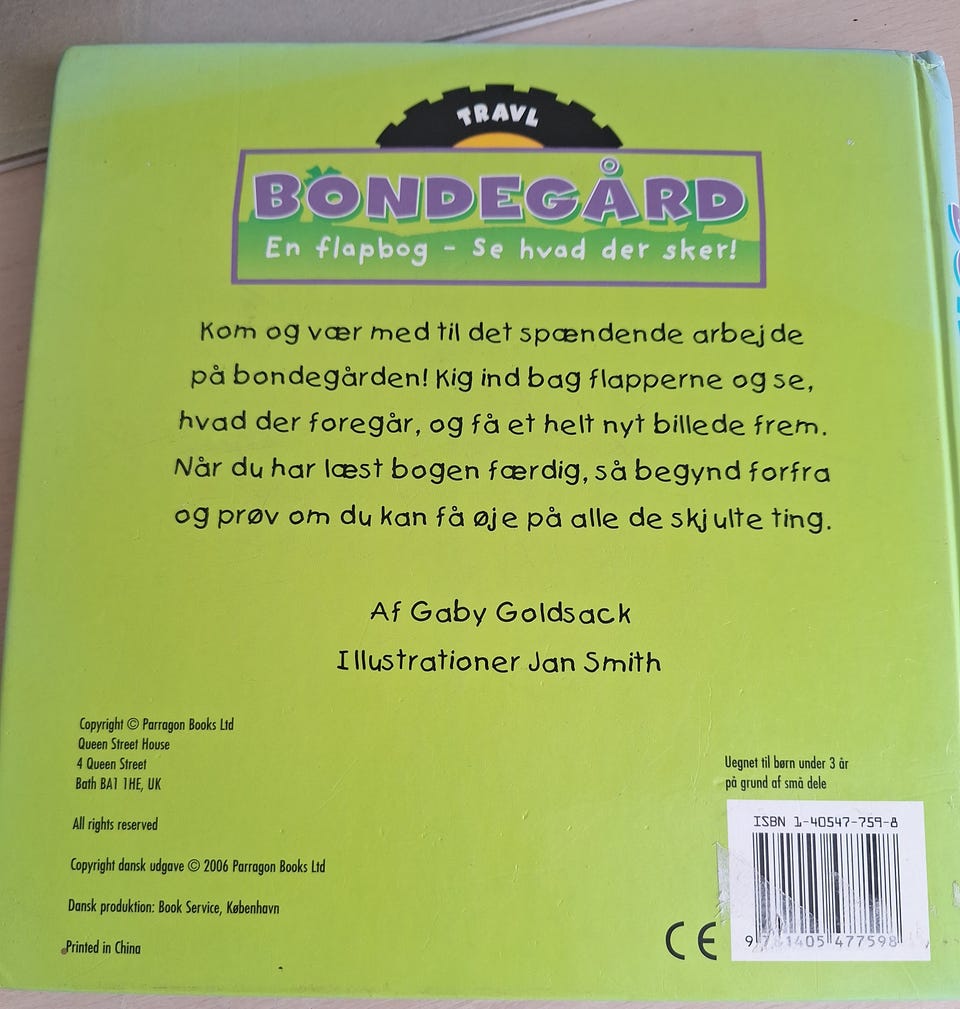 TRAVL
BONDEGÅRD
En flapbog - Se hvad der sker!
Kom og vær med til det spændende arbejde
på bondegården! Kig ind bag flapperne og se,
hvad der foregår, og få et helt nyt billede frem.
Når du har læst bogen færdig, så begynd forfra
og prøv om du kan få øje på alle de skjulte ting.
Af Gaby Goldsack
Illustrationer Jan Smith
Copyright © Parragon Books Ltd
Queen Street House
4 Queen Street
Bath BA1 1HE, UK
All rights reserved
Copyright dansk udgave © 2006 Parragon Books Ltd
Dansk produktion: Book Service, København
Printed in China
Uegnet til børn under 3 år
på grund af små dele
ISBN 1-40547-759-8
CE
9 781405 477598